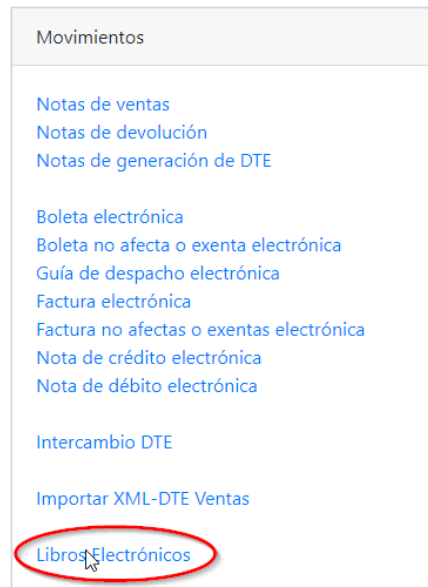 Movimientos
Notas de ventas
Notas de devolución
Notas de generación de DTE
Boleta electrónica
Boleta no afecta o exenta electrónica
Guía de despacho electrónica
Factura electrónica
Factura no afectas o exentas electrónica
Nota de crédito electrónica
Nota de débito electrónica
Intercambio DTE
Importar XML-DTE Ventas
Libros Electrónicos